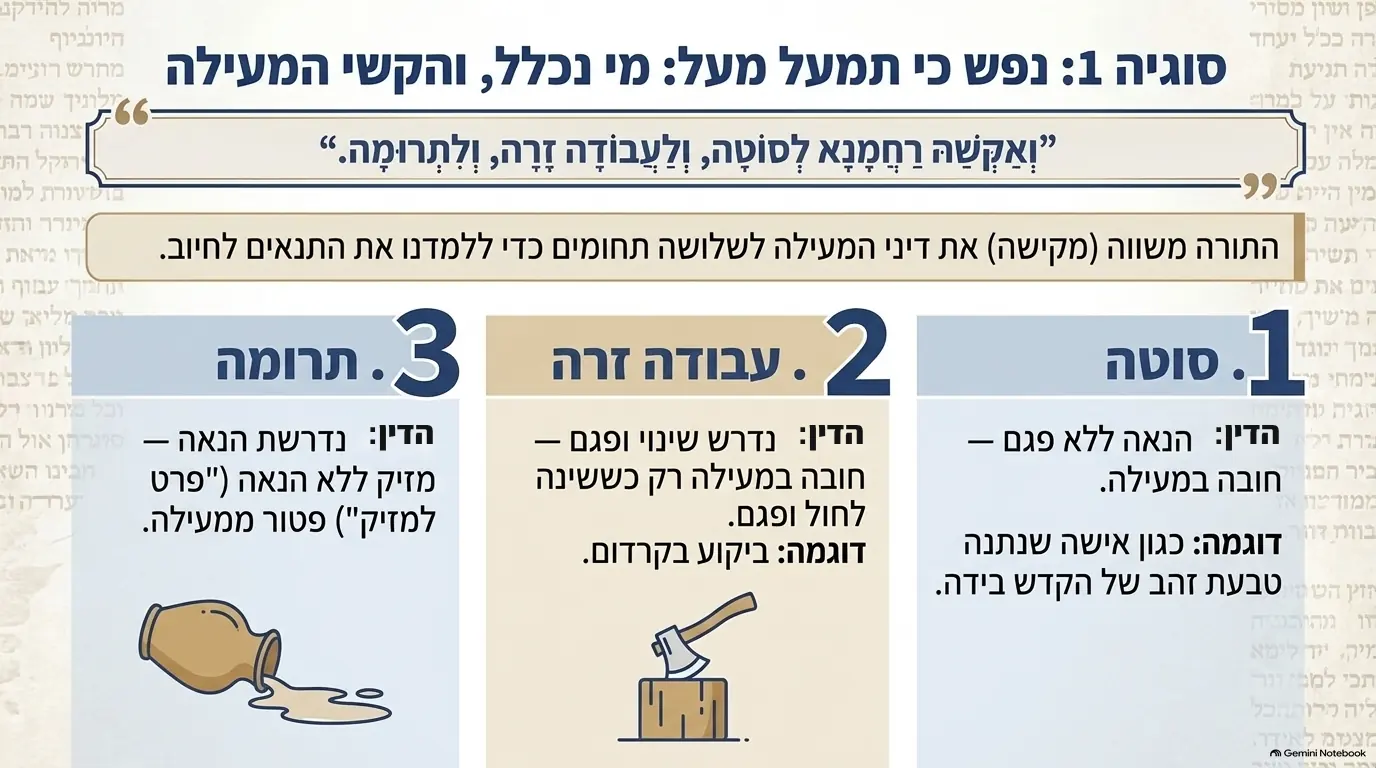 סוגיה 1: נפש כי תמעל מעל: מי נכלל, והקשי המעילה
”וְאַקְּשַׁהּ רַחֲמָנָא לְסוֹטָה, וְלַעֲבוֹדָה זָרָה, וְלִתְרוּמָה.“
התורה משווה (מקישה) את דיני המעילה לשלושה תחומים כדי ללמדנו את התנאים לחיוב.
1. סוטה
הדין: הנאה ללא פגם —
חובה במעילה.
דוגמה: כגון אישה שנתנה
טבעת זהב של הקדש בידה.
2. עבודה זרה
הדין: נדרש שינוי ופגם —
חובה במעילה רק כששינה
לחול ופגם.
דוגמה: ביקוע בקרדום.
3. תרומה
הדין: נדרשת הנאה —
מזיק ללא הנאה ("פרט
למזיק") פטור ממעילה.
Gemini Notebook